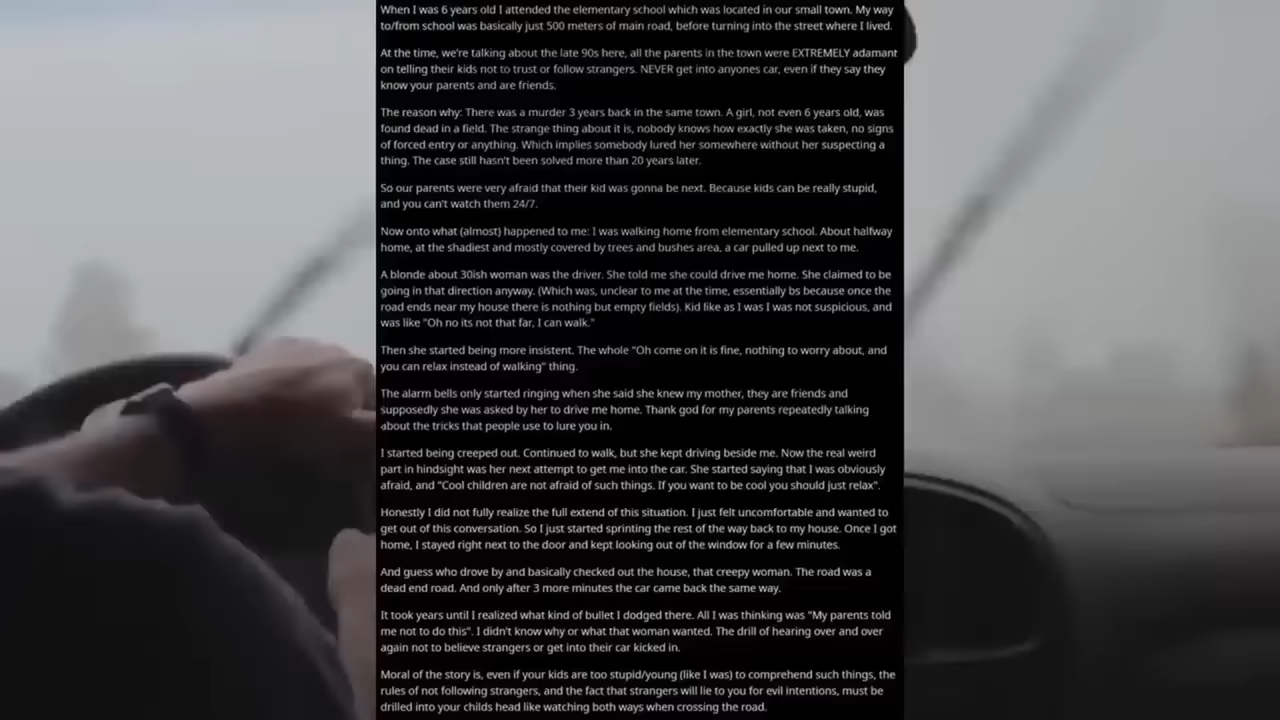 When I was 6 years old I attended the elementary school which was located in our small town. My way
to/from school was basically just 500 meters of main road, before turning into the street where I lived.
At the time, we're talking about the late 90s here, all the parents in the town were EXTREMELY adamant
on telling their kids not to trust or follow strangers. NEVER get into anyones car, even if they say they
know your parents and are friends.
The reason why: There was a murder 3 years back in the same town. A girl, not even 6 years old, was
found dead in a field. The strange thing about it is, nobody knows how exactly she was taken, no signs
of forced entry or anything. Which implies somebody lured her somewhere without her suspecting a
thing. The case still hasn't been solved more than 20 years later.
So our parents were very afraid that their kid was gonna be next. Because kids can be really stupid,
and you can't watch them 24/7.
Now onto what (almost) happened to me: I was walking home from elementary school. About halfway
home, at the shadiest and mostly covered by trees and bushes area, a car pulled up next to me.
A blonde about 30ish woman was the driver. She told me she could drive me home. She claimed to be
going in that direction anyway. (Which was, unclear to me at the time, essentially bs because once the
road ends near my house there is nothing but empty fields). Kid like as I was I was not suspicious, and
was like "Oh no its not that far, I can walk."
Then she started being more insistent. The whole "Oh come on it is fine, nothing to worry about, and
you can relax instead of walking" thing.
The alarm bells only started ringing when she said she knew my mother, they are friends and
supposedly she was asked by her to drive me home. Thank god for my parents repeatedly talking
about the tricks that people use to lure you in.
I started being creeped out. Continued to walk, but she kept driving beside me. Now the real weird
part in hindsight was her next attempt to get me into the car. She started saying that I was obviously
afraid, and "Cool children are not afraid of such things. If you want to be cool you should just relax".
Honestly I did not fully realize the full extend of this situation. I just felt uncomfortable and wanted to
get out of this conversation. So I just started sprinting the rest of the way back to my house. Once I got
home, I stayed right next to the door and kept looking out of the window for a few minutes.
And guess who drove by and basically checked out the house, that creepy woman. The road was a
dead end road. And only after 3 more minutes the car came back the same way.
It took years until I realized what kind of bullet I dodged there. All I was thinking was "My parents told
me not to do this". I didn't know why or what that woman wanted. The drill of hearing over and over
again not to believe strangers or get into their car kicked in.
Moral of the story is, even if your kids are too stupid/young (like I was) to comprehend such things, the
rules of not following strangers, and the fact that strangers will lie to you for evil intentions, must be
drilled into your childs head like watching both ways when crossing the road.